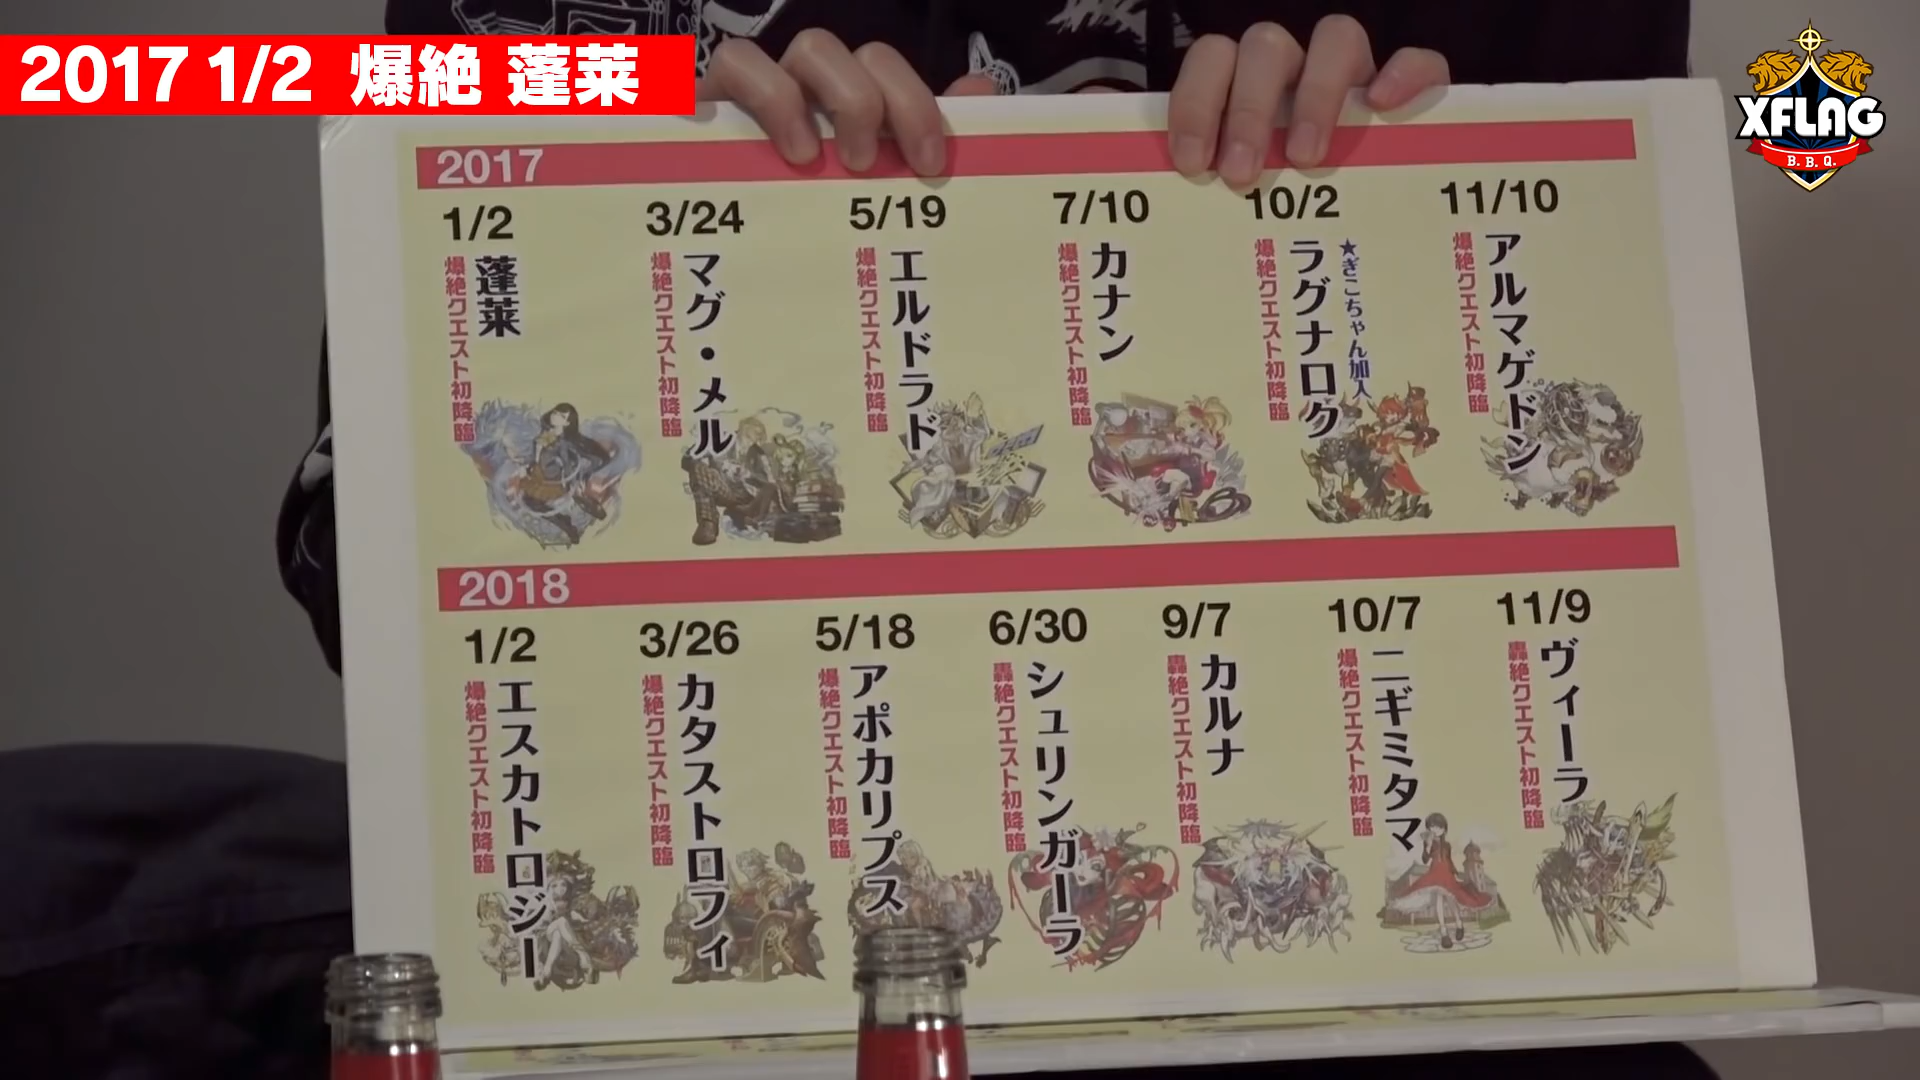 2017 1/2 爆絶 蓬莱
XFLAG
B.B.Q.
2017
1/2
蓬莱
爆絶クエスト初降臨
3/24
マグ・メル
爆絶クエスト初降臨
5/19
エルドラド
爆絶クエスト初降臨
7/10
カナン
爆絶クエスト初降臨
10/2
★ぎこちゃん加入
ラグナロク
爆絶クエスト初降臨
11/10
アルマゲドン
爆絶クエスト初降臨
2018
1/2
エスカトロジー
爆絶クエスト初降臨
3/26
カタストロフィ
爆絶クエスト初降臨
5/18
アポカリプス
爆絶クエスト初降臨
6/30
シュリンガーラ
轟絶クエスト初降臨
9/7
カルナ
轟絶クエスト初降臨
10/7
ニギミタマ
爆絶クエスト初降臨
11/9
ヴィーラ
轟絶クエスト初降臨